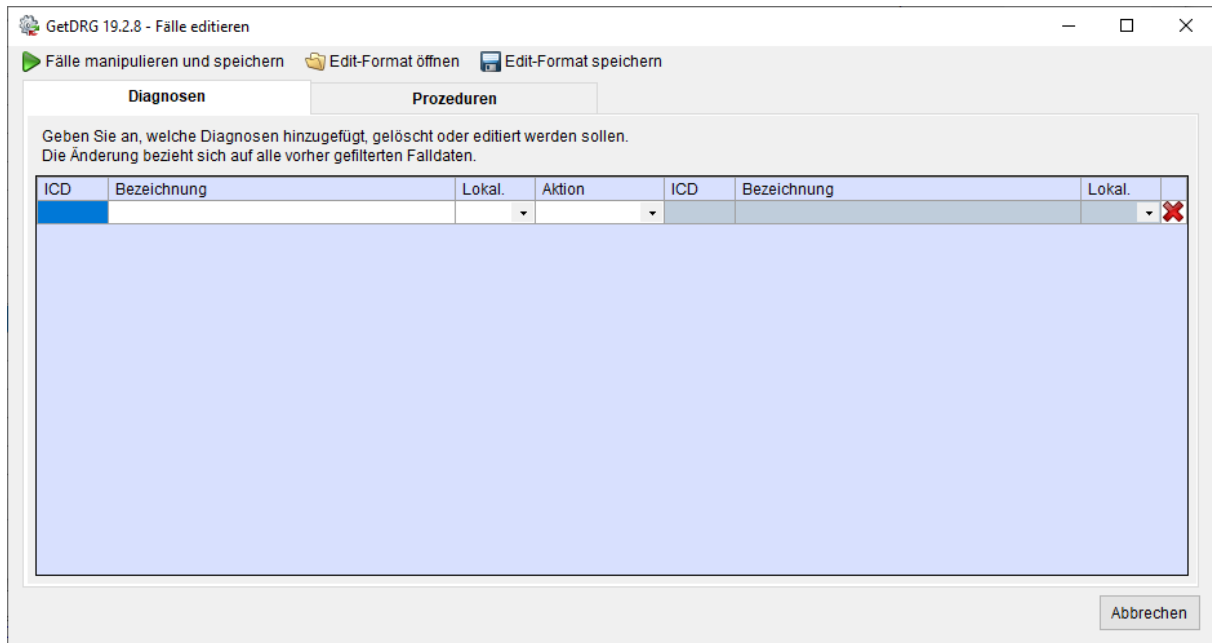 GetDRG 19.2.8 - Fälle editieren
Fälle manipulieren und speichern Edit-Format öffnen Edit-Format speichern
Diagnosen Prozeduren
Geben Sie an, welche Diagnosen hinzugefügt, gelöscht oder editiert werden sollen.
Die Änderung bezieht sich auf alle vorher gefilterten Falldaten.
ICD Bezeichnung Lokal. Aktion ICD Bezeichnung Lokal.
Abbrechen